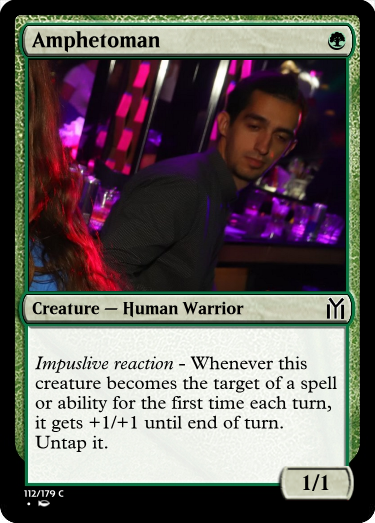 Amphetoman
Creature — Human Warrior
Impuslive reaction - Whenever this
creature becomes the target of a spell
or ability for the first time each turn,
it gets +1/+1 until end of turn.
Untap it.
1/1
112/179 C